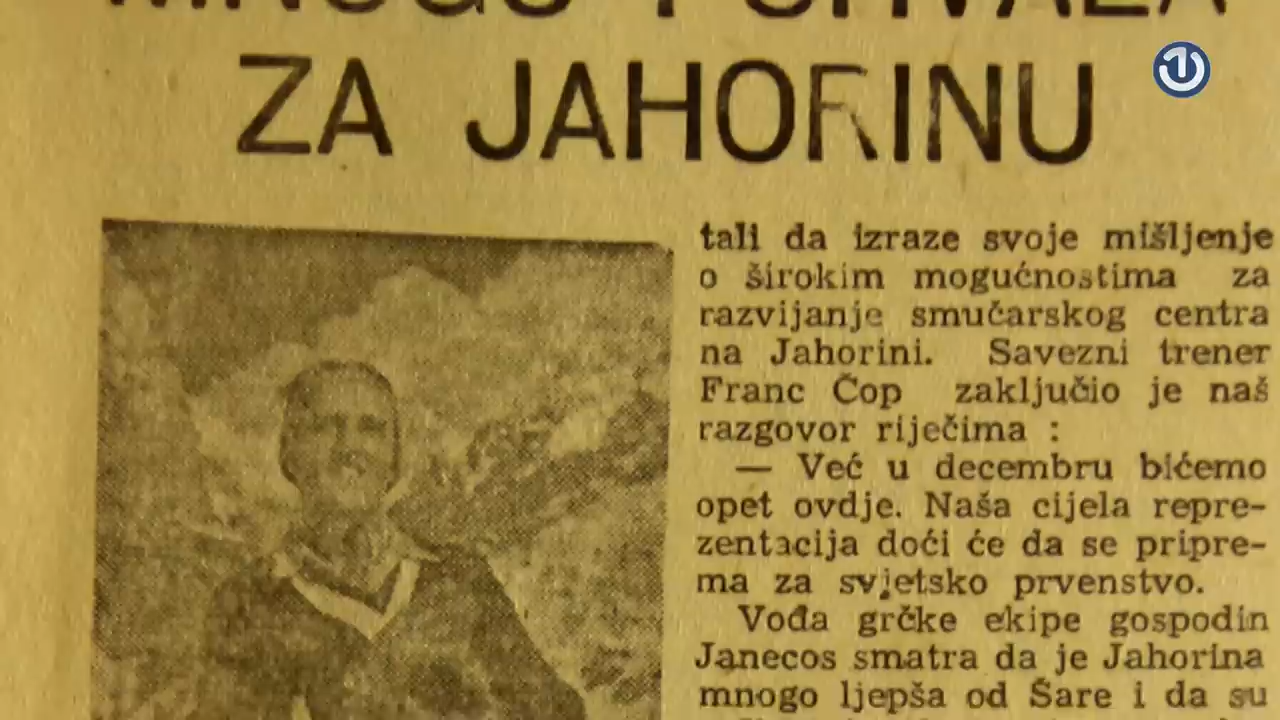 MNOGO POHVALA
ZA JAHORINU
tali da izraze svoje mišljenje
o širokim mogućnostima za
razvijanje smučarskog centra
na Jahorini. Savezni trener
Franc Čop zaključio je naš
razgovor riječima :
— Već u decembru bićemo
opet ovdje. Naša cijela repre-
zentacija doći će da se pripre-
ma za svjetsko prvenstvo.
Vođa grčke ekipe gospodin
Janecos smatra da je Jahorina
mnogo ljepša od Šare i da su